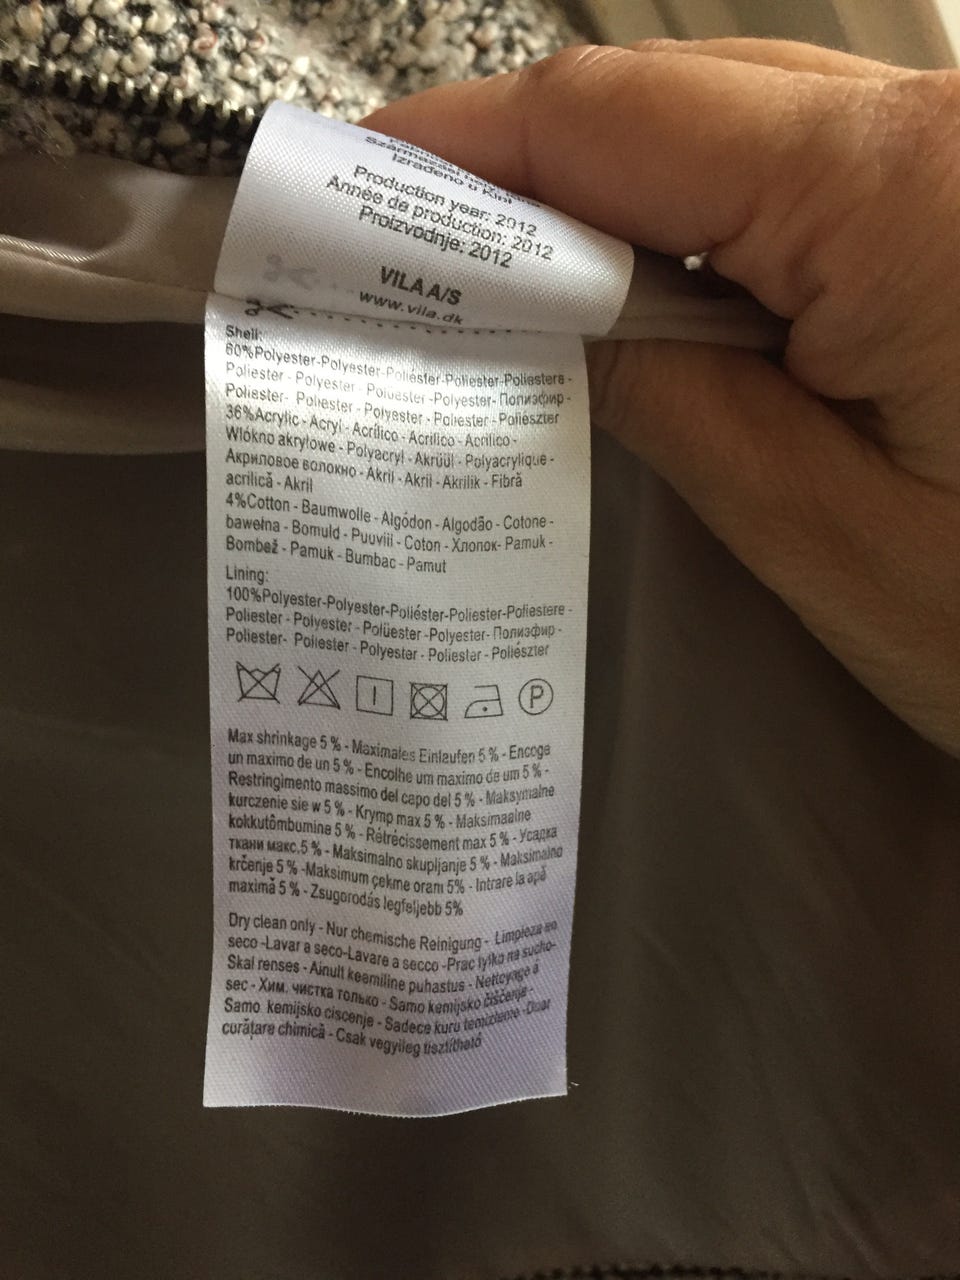 Izrađeno u Kini
Production year: 2012
Année de production: 2012
Proizvodnje: 2012
VILA A/S
www.vila.dk
Shell:
60%Polyester-Polyester-Poliéster-Poliester-Poliestere -
Poliester - Polyester - Polüester -Polyester- Полиэфир -
Poliester- Poliester - Polyester - Poliester - Poliészter
36%Acrylic - Acryl - Acrílico - Acrílico - Acrilico -
Włókno akrylowe - Polyacryl - Akrüül - Polyacrylique -
Акриловое волокно - Akril - Akril - Akrilik - Fibră
acrilică - Akril
4%Cotton - Baumwolle - Algódon - Algodão - Cotone -
bawełna - Bomuld - Puuvill - Coton - Хлопок- Pamuk -
Bombež - Pamuk - Bumbac - Pamut
Lining:
100%Polyester-Polyester-Poliéster-Poliester-Poliestere -
Poliester - Polyester - Polüester -Polyester- Полиэфир -
Poliester- Poliester - Polyester - Poliester - Poliészter
P
Max shrinkage 5 % - Maximales Einlaufen 5 % - Encoge
un maximo de un 5% - Encolhe um maximo de um 5% -
Restringimento massimo del capo del 5 % - Maksymalne
kurczenie sie w 5 % - Krymp max 5 % - Maksimaalne
kokkutõmbumine 5 % - Rétrécissement max 5 % - Усадка
ткани макс.5 % - Maksimalno skupljanje 5 % - Maksimalno
krčenje 5 % -Maksimum çekme oranı 5% - Intrare la apă
maximă 5 % - Zsugorodás legfeljebb 5%
Dry clean only - Nur chemische Reinigung - Limpieza en
seco -Lavar a seco-Lavare a secco -Prac tylko na sucho-
Skal renses - Ainult keemiline puhastus - Nettoyage à
sec - Хим. чистка только - Samo kemijsko čiščenje -
Samo kemijsko ciscenje - Sadece kuru temizleme -Doar
curăţare chimică - Csak vegyileg tisztítható